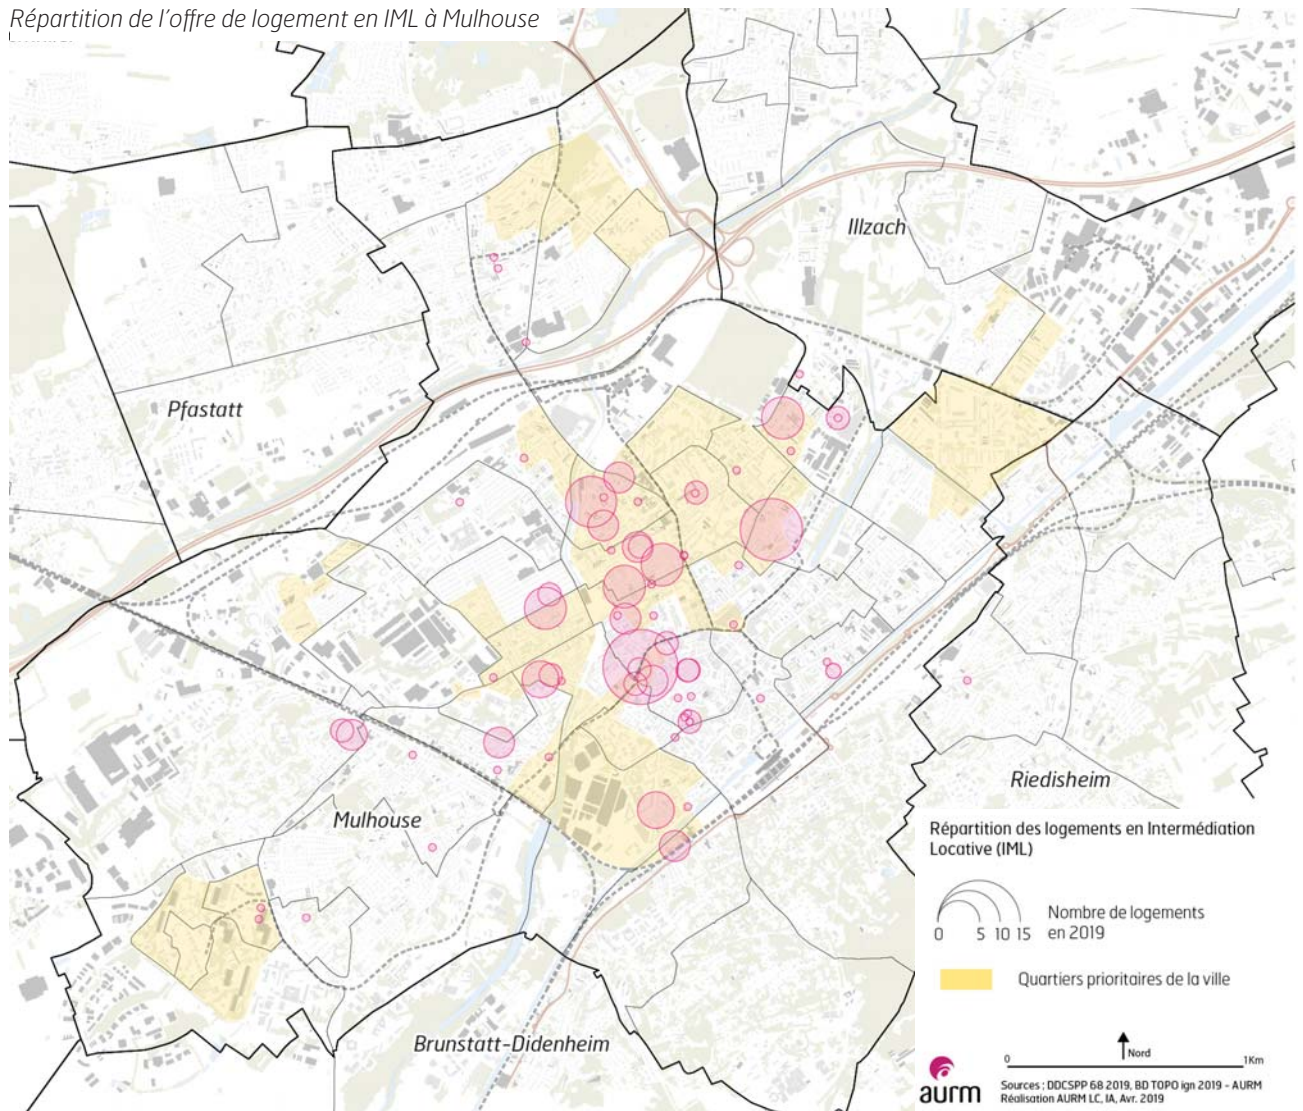 Répartition de l'offre de logement en IML à Mulhouse
Illzach
Pfastatt
Riedisheim
Mulhouse
Brunstatt-Didenheim
Répartition des logements en Intermédiation
Locative (IML)
Nombre de logements
en 2019
0 5 10 15
Quartiers prioritaires de la ville
Nord
0 1Km
aurm
Sources : DDCSPP 68 2019, BD TOPO ign 2019 - AURM
Réalisation AURM LC, IA, Avr. 2019